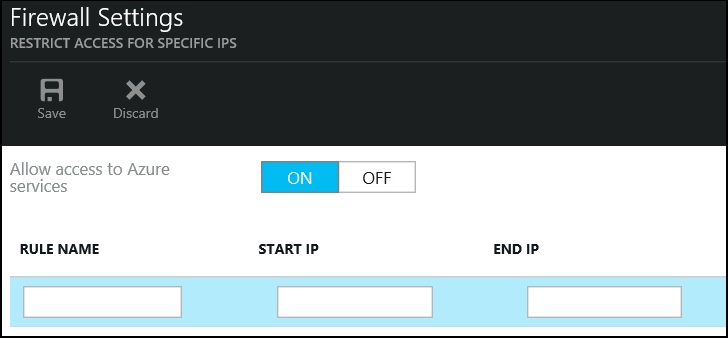 Firewall Settings
RESTRICT ACCESS FOR SPECIFIC IPS
Save Discard
Allow access to Azure
services
ON OFF
RULE NAME START IP END IP